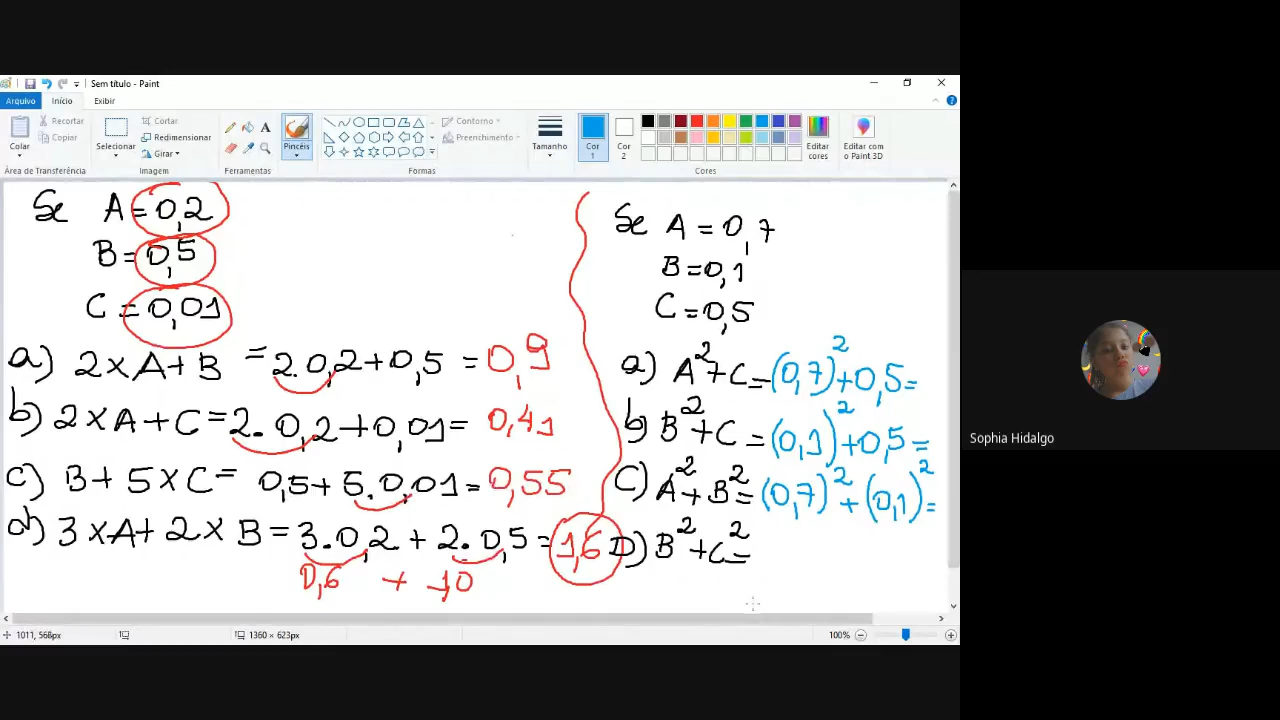 Sem título - Paint
Arquivo Início Exibir
Colar
Recortar
Copiar
Área de Transferência
Selecionar
Cortar
Redimensionar
Girar
Imagem
Ferramentas
Pincéis
Contorno
Preenchimento
Formas
Tamanho
Cor 1
Cor 2
Cores
Editar cores
Editar com o Paint 3D
Se A = 0,2
B = 0,5
C = 0,01
a) 2 x A + B = 2.0,2 + 0,5 = 0,9
b) 2 x A + C = 2.0,2 + 0,01 = 0,41
c) B + 5 x C = 0,5 + 5.0,01 = 0,55
d) 3 x A + 2 x B = 3.0,2 + 2.0,5 = 1,6
0,6 + 1,0
Se A = 0,7
B = 0,1
C = 0,5
a) A² + C = (0,7)² + 0,5 =
b) B² + C = (0,1)² + 0,5 =
C) A² + B² = (0,7)² + (0,1)² =
D) B² + C² =
Sophia Hidalgo
1011, 568px
1360 × 623px
100%